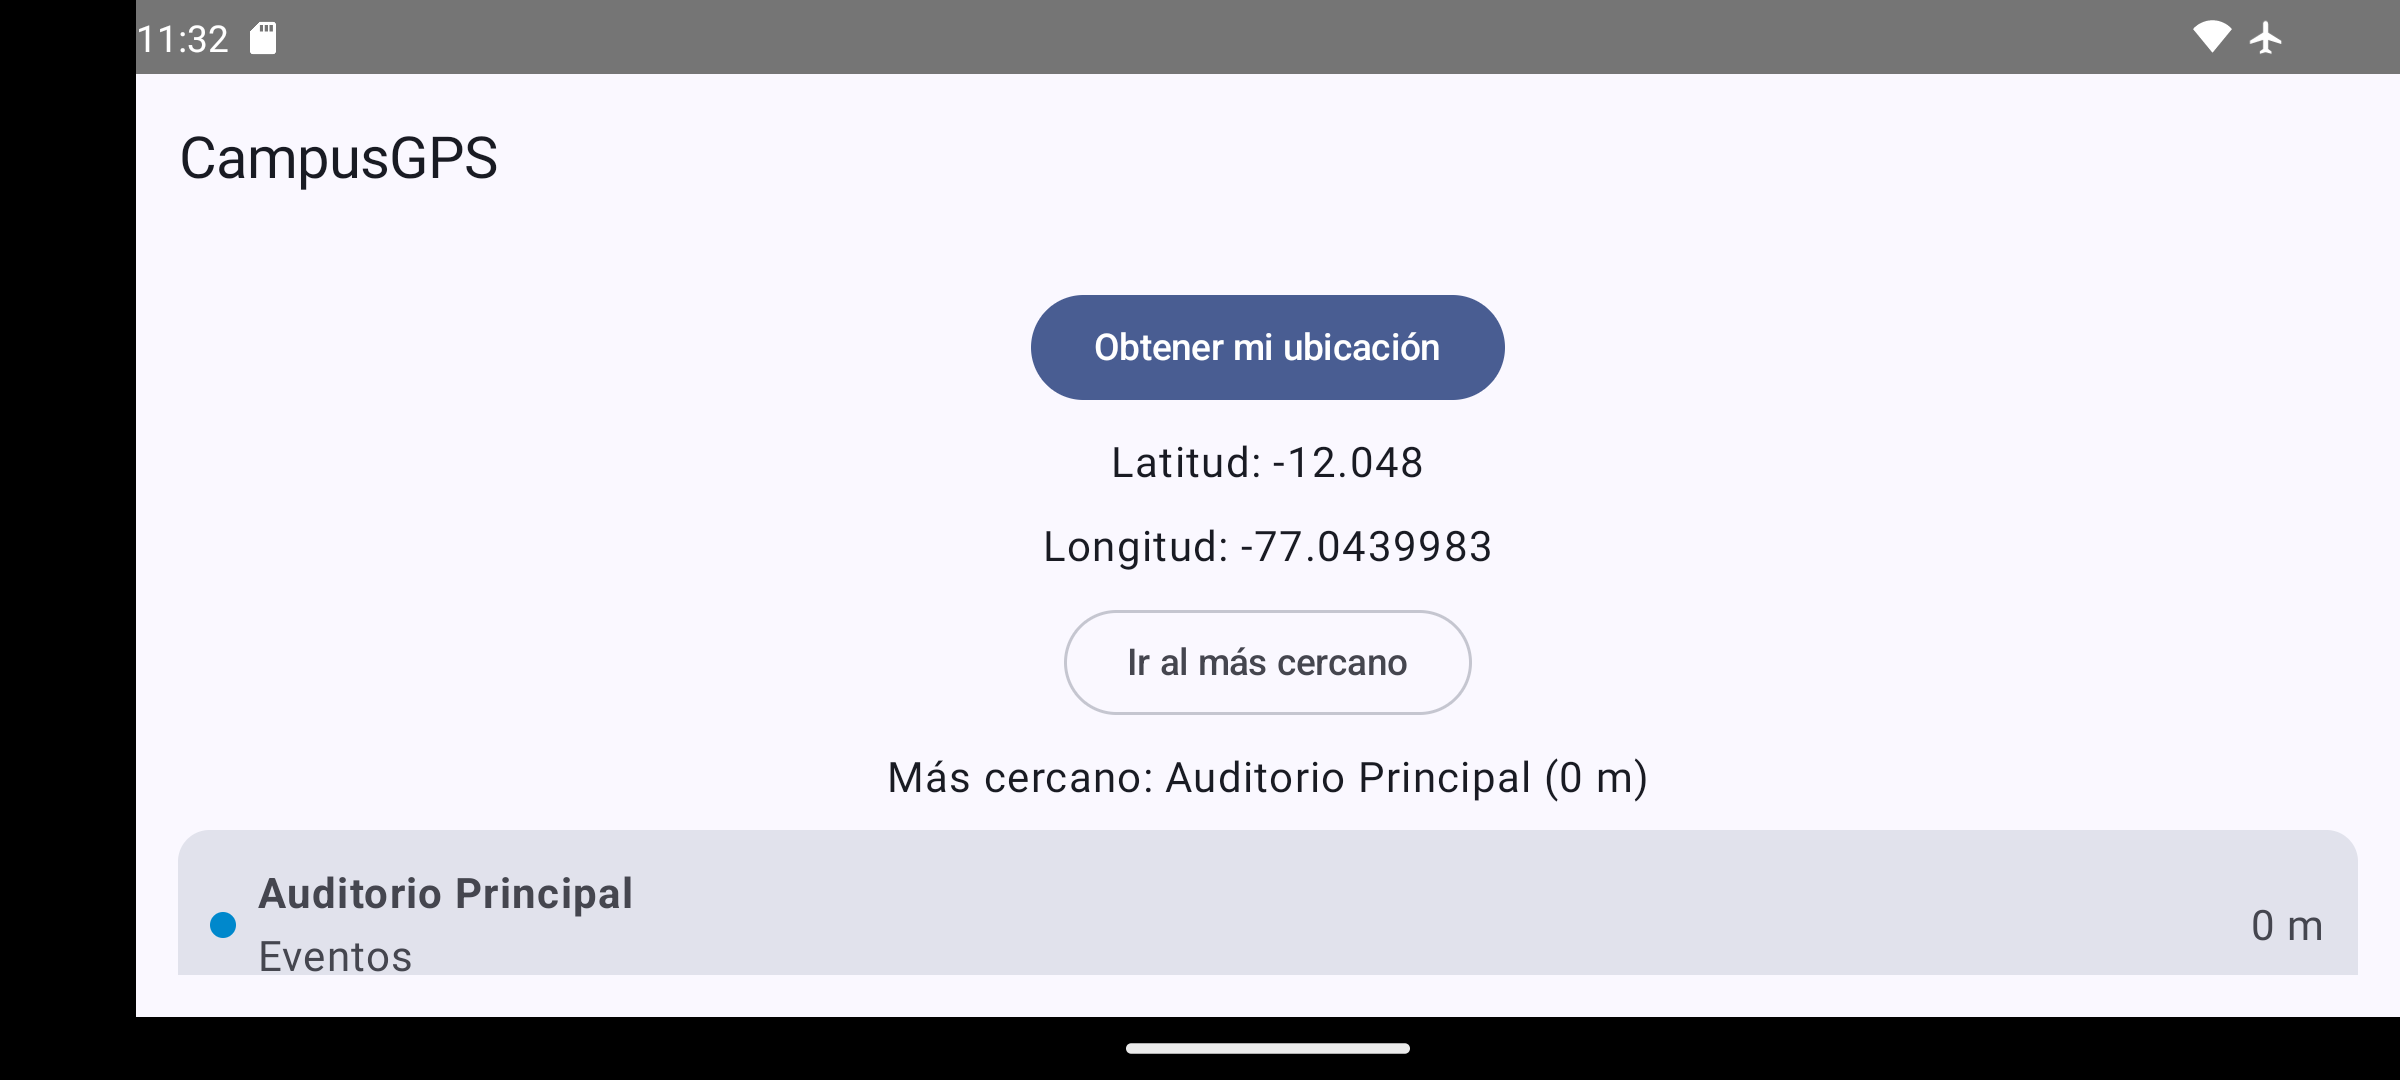 11:32
CampusGPS
Obtener mi ubicación
Latitud: -12.048
Longitud: -77.0439983
Ir al más cercano
Más cercano: Auditorio Principal (0 m)
Auditorio Principal
Eventos
0 m